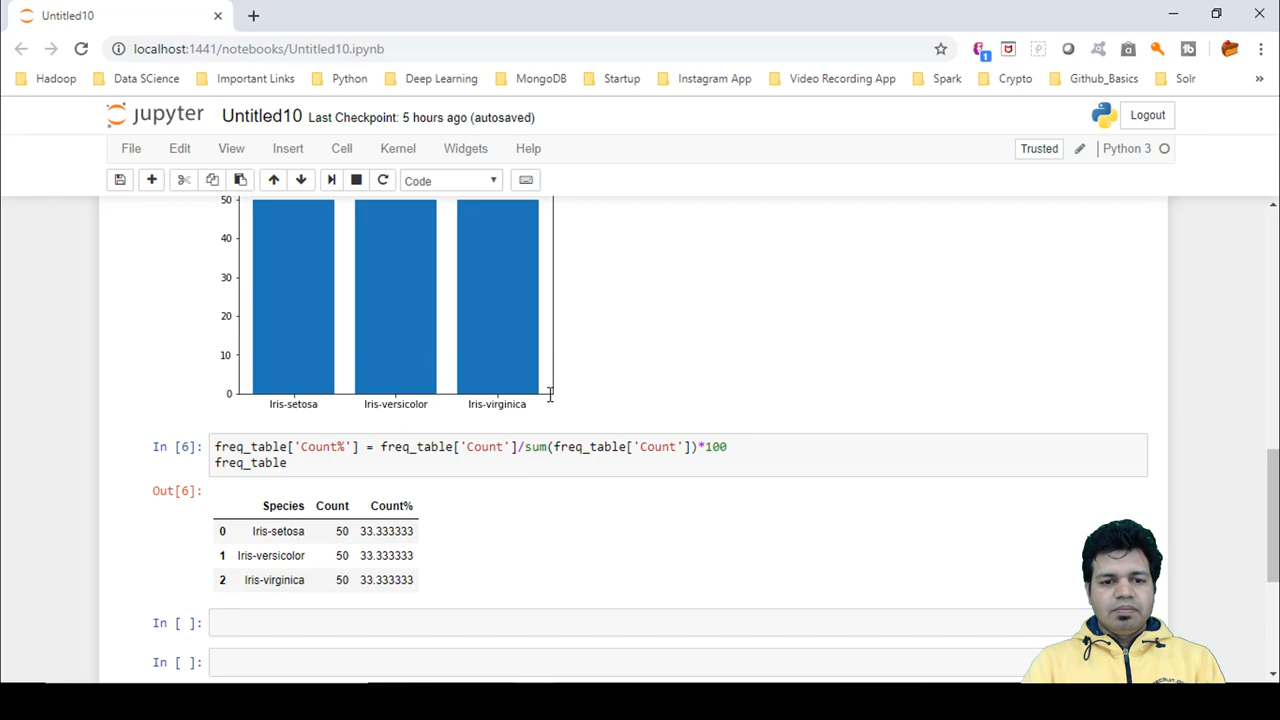 Untitled10
localhost:1441/notebooks/Untitled10.ipynb
Hadoop Data SCience Important Links Python Deep Learning MongoDB Startup Instagram App Video Recording App Spark Crypto Github_Basics Solr »
jupyter Untitled10 Last Checkpoint: 5 hours ago (autosaved) Logout
File Edit View Insert Cell Kernel Widgets Help Trusted Python 3
Code
50
40
30
20
10
0
Iris-setosa Iris-versicolor Iris-virginica
In [6]: freq_table['Count%'] = freq_table['Count']/sum(freq_table['Count'])*100
freq_table
Out[6]:
Species Count Count%
0 Iris-setosa 50 33.333333
1 Iris-versicolor 50 33.333333
2 Iris-virginica 50 33.333333
In [ ]:
In [ ]: